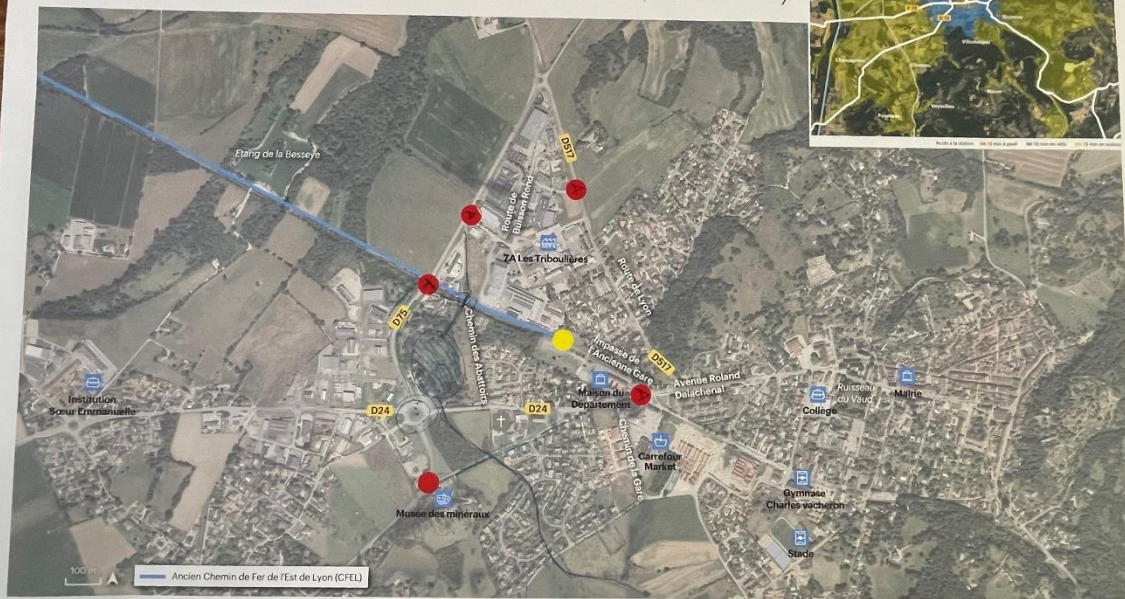 Etang de la Besseye
D517
Route de
Buisson Rond
ZA Les Triboulières
Route de Lyon
D75
Chemin des Abattoirs
Impasse de
l'Ancienne Gare
D517
Avenue Roland
Delachenal
Institution
Sœur Emmanuelle
Maison du
Département
Ruisseau
du Vaud
Collège
Mairie
D24
D24
Chemin de la Gare
Carrefour
Market
Gymnase
Charles vacheron
Musée des minéraux
Stade
100 m
Ancien Chemin de Fer de l'Est de Lyon (CFEL)